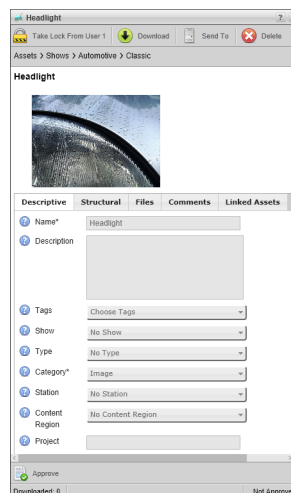 Headlight ?
Take Lock From User 1 Download Send To Delete
Assets > Shows > Automotive > Classic
Headlight
Descriptive Structural Files Comments Linked Assets
? Name* Headlight
? Description
? Tags Choose Tags
? Show No Show
? Type No Type
? Category* Image
? Station No Station
? Content Region No Content Region
? Project
Approve
Downloaded: 0 Not Approve